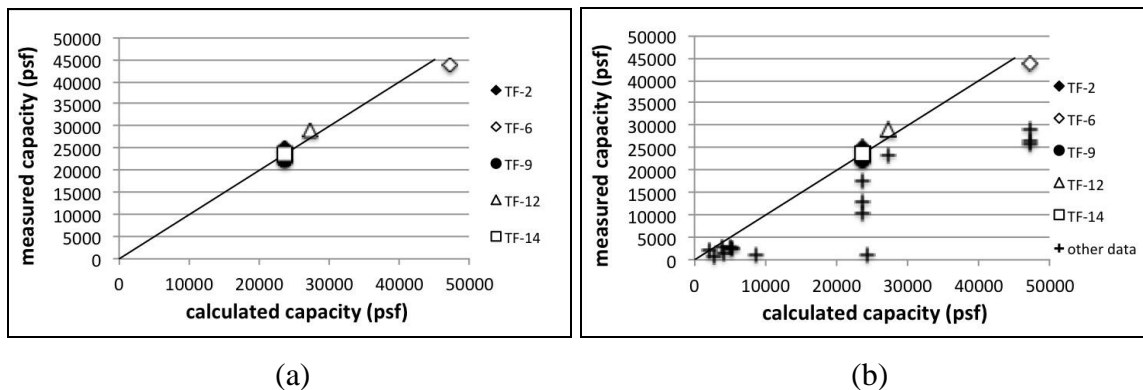 50000
45000
40000
35000
30000
25000
20000
15000
10000
5000
0
measured capacity (psf)
0 10000 20000 30000 40000 50000
calculated capacity (psf)
TF-2
TF-6
TF-9
TF-12
TF-14
(a)
50000
45000
40000
35000
30000
25000
20000
15000
10000
5000
0
measured capacity (psf)
0 10000 20000 30000 40000 50000
calculated capacity (psf)
TF-2
TF-6
TF-9
TF-12
TF-14
other data
(b)